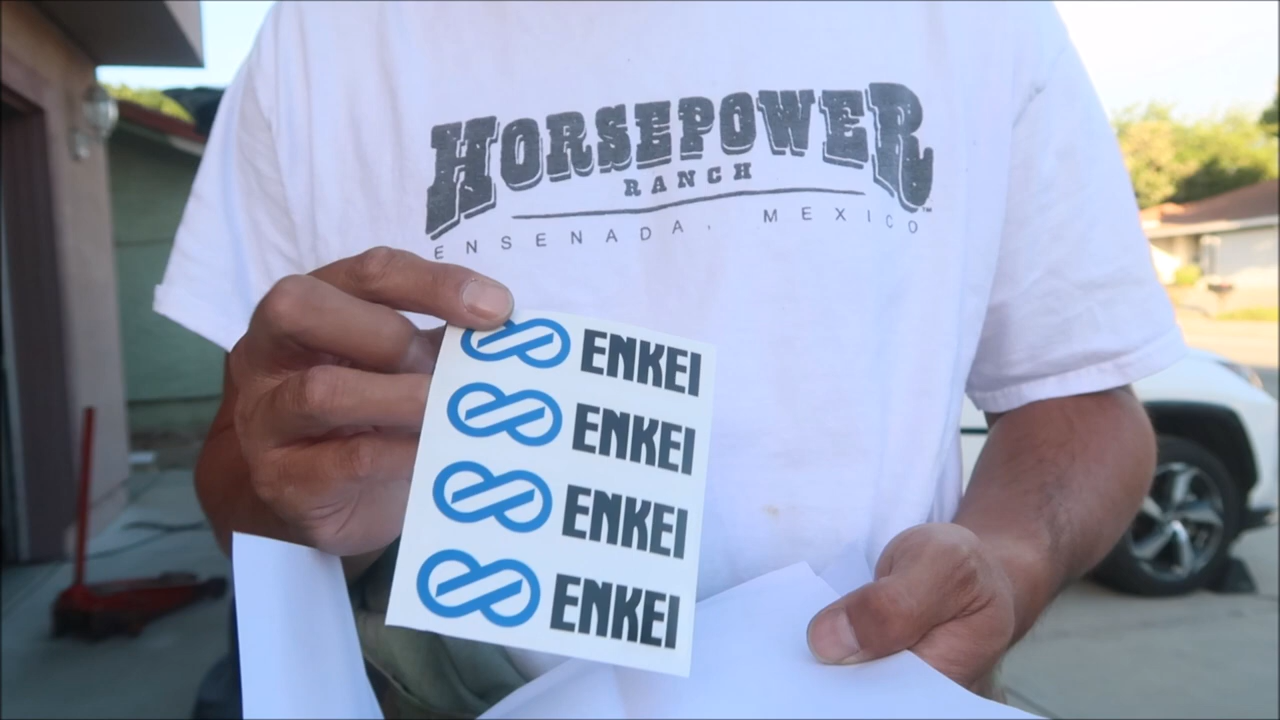 HORSEPOWER
RANCH
ENSENADA, MEXICO
ENKEI
ENKEI
ENKEI
ENKEI